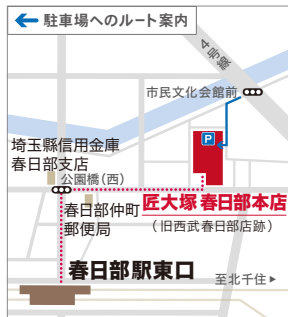 ← 駐車場へのルート案内
4号線
市民文化会館前
P
埼玉縣信用金庫
春日部支店
公園橋(西)
匠大塚 春日部本店
(旧西武春日部店跡)
春日部仲町
郵便局
春日部駅東口
至北千住▶